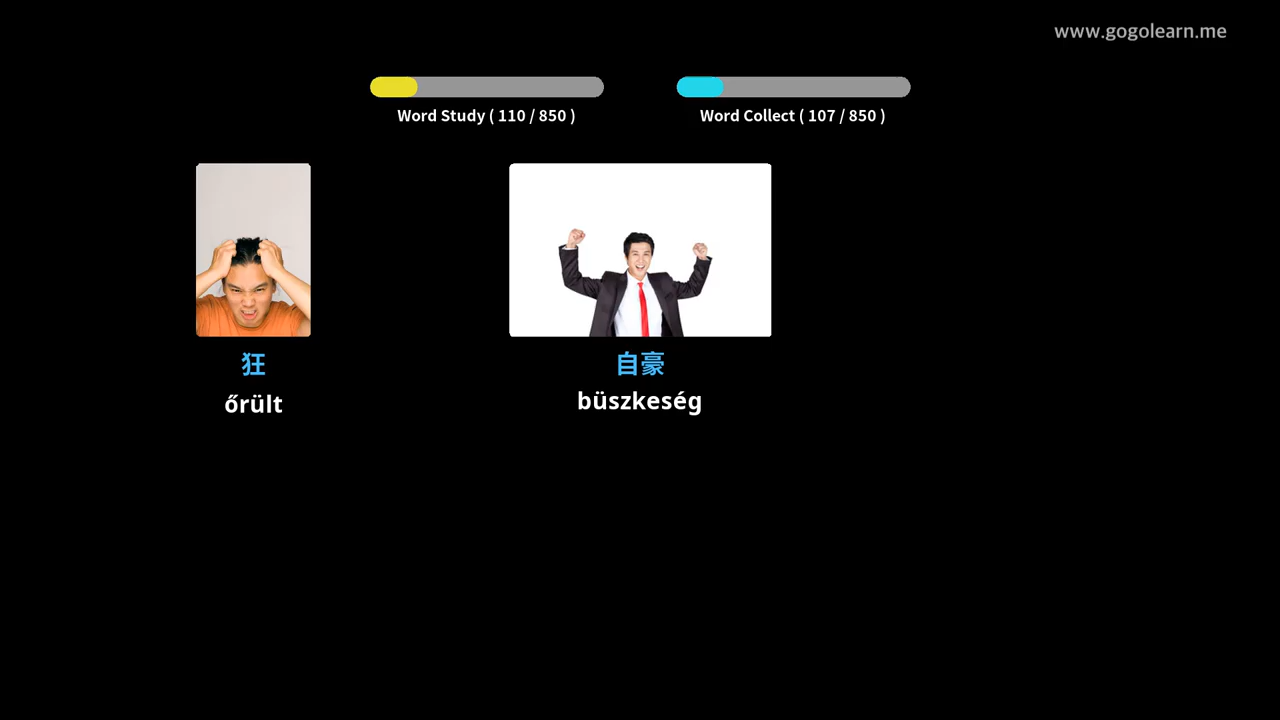 www.gogolearn.me
Word Study ( 110 / 850 )
Word Collect ( 107 / 850 )
狂
őrült
自豪
büszkeség